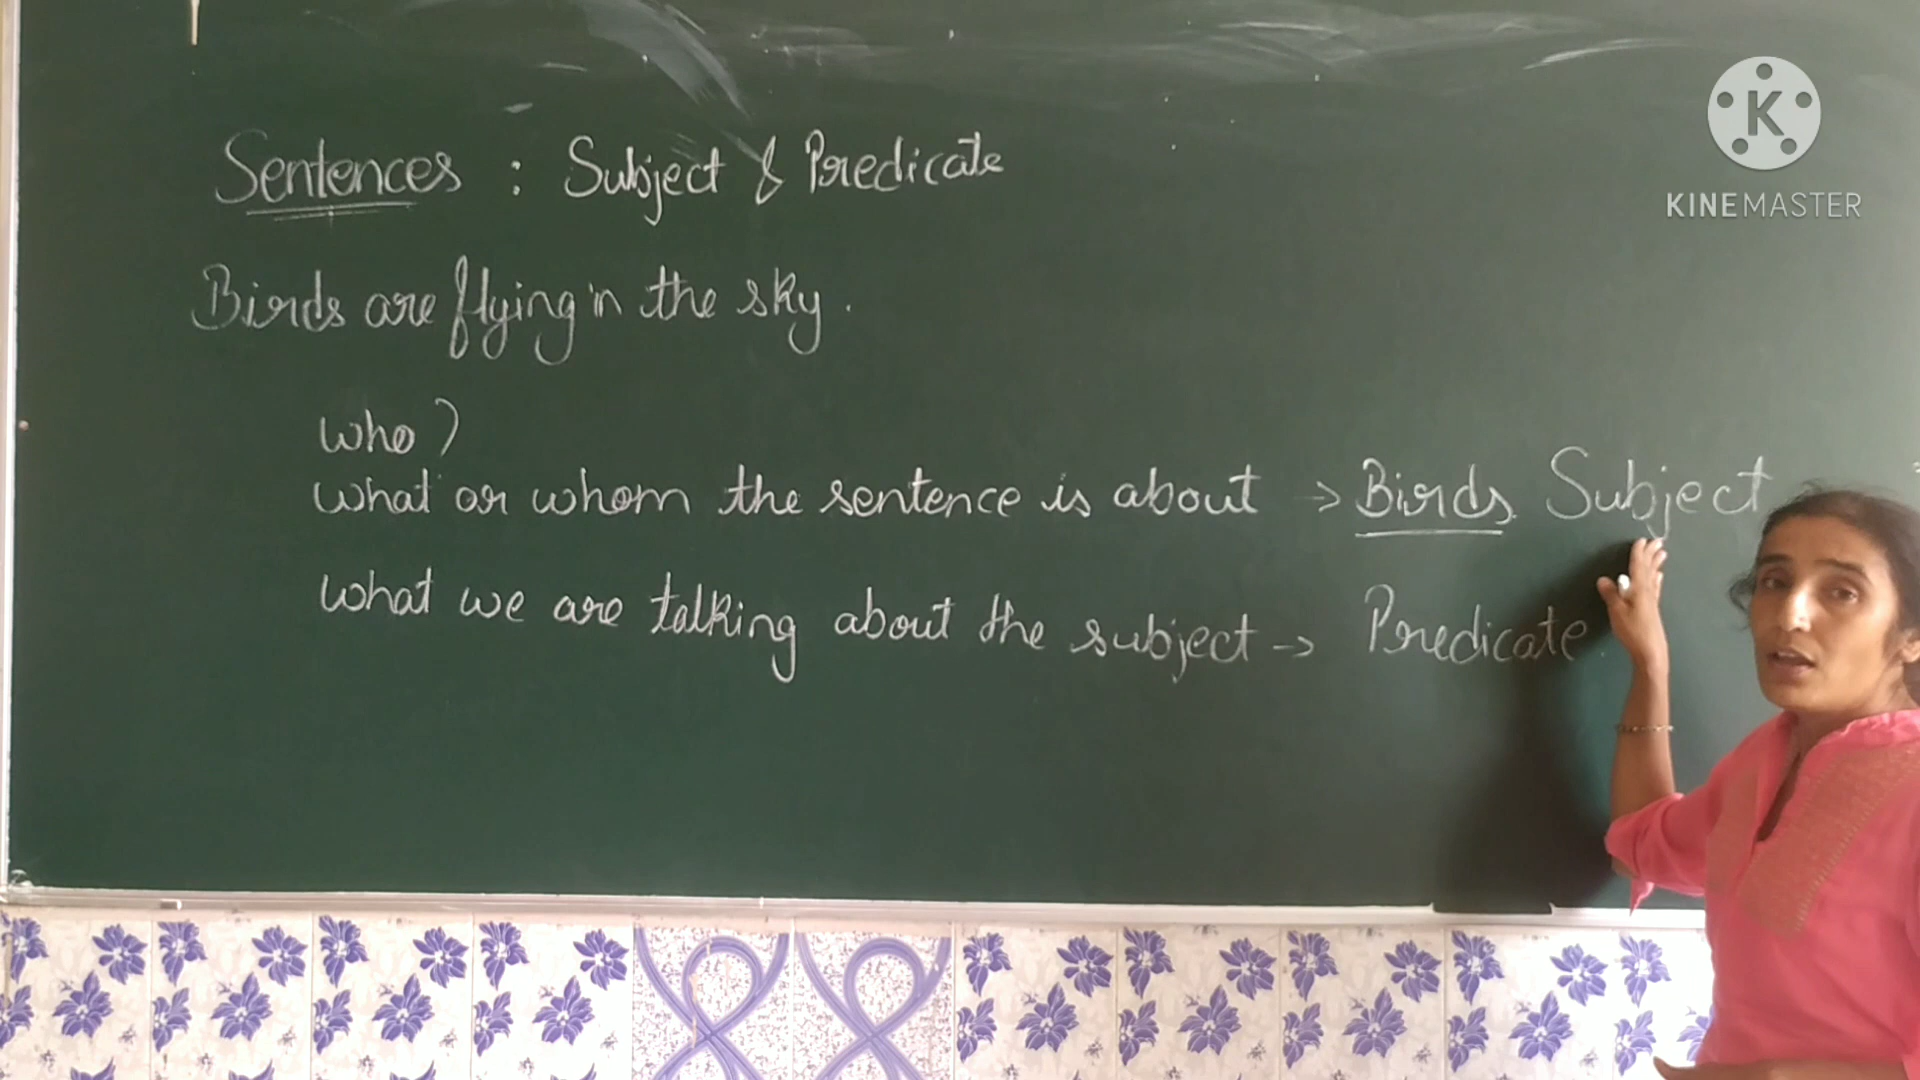 Sentences : Subject & Predicate
Birds are flying in the sky.
who?
what or whom the sentence is about → Birds Subject
what we are talking about the subject → Predicate
K
KINEMASTER